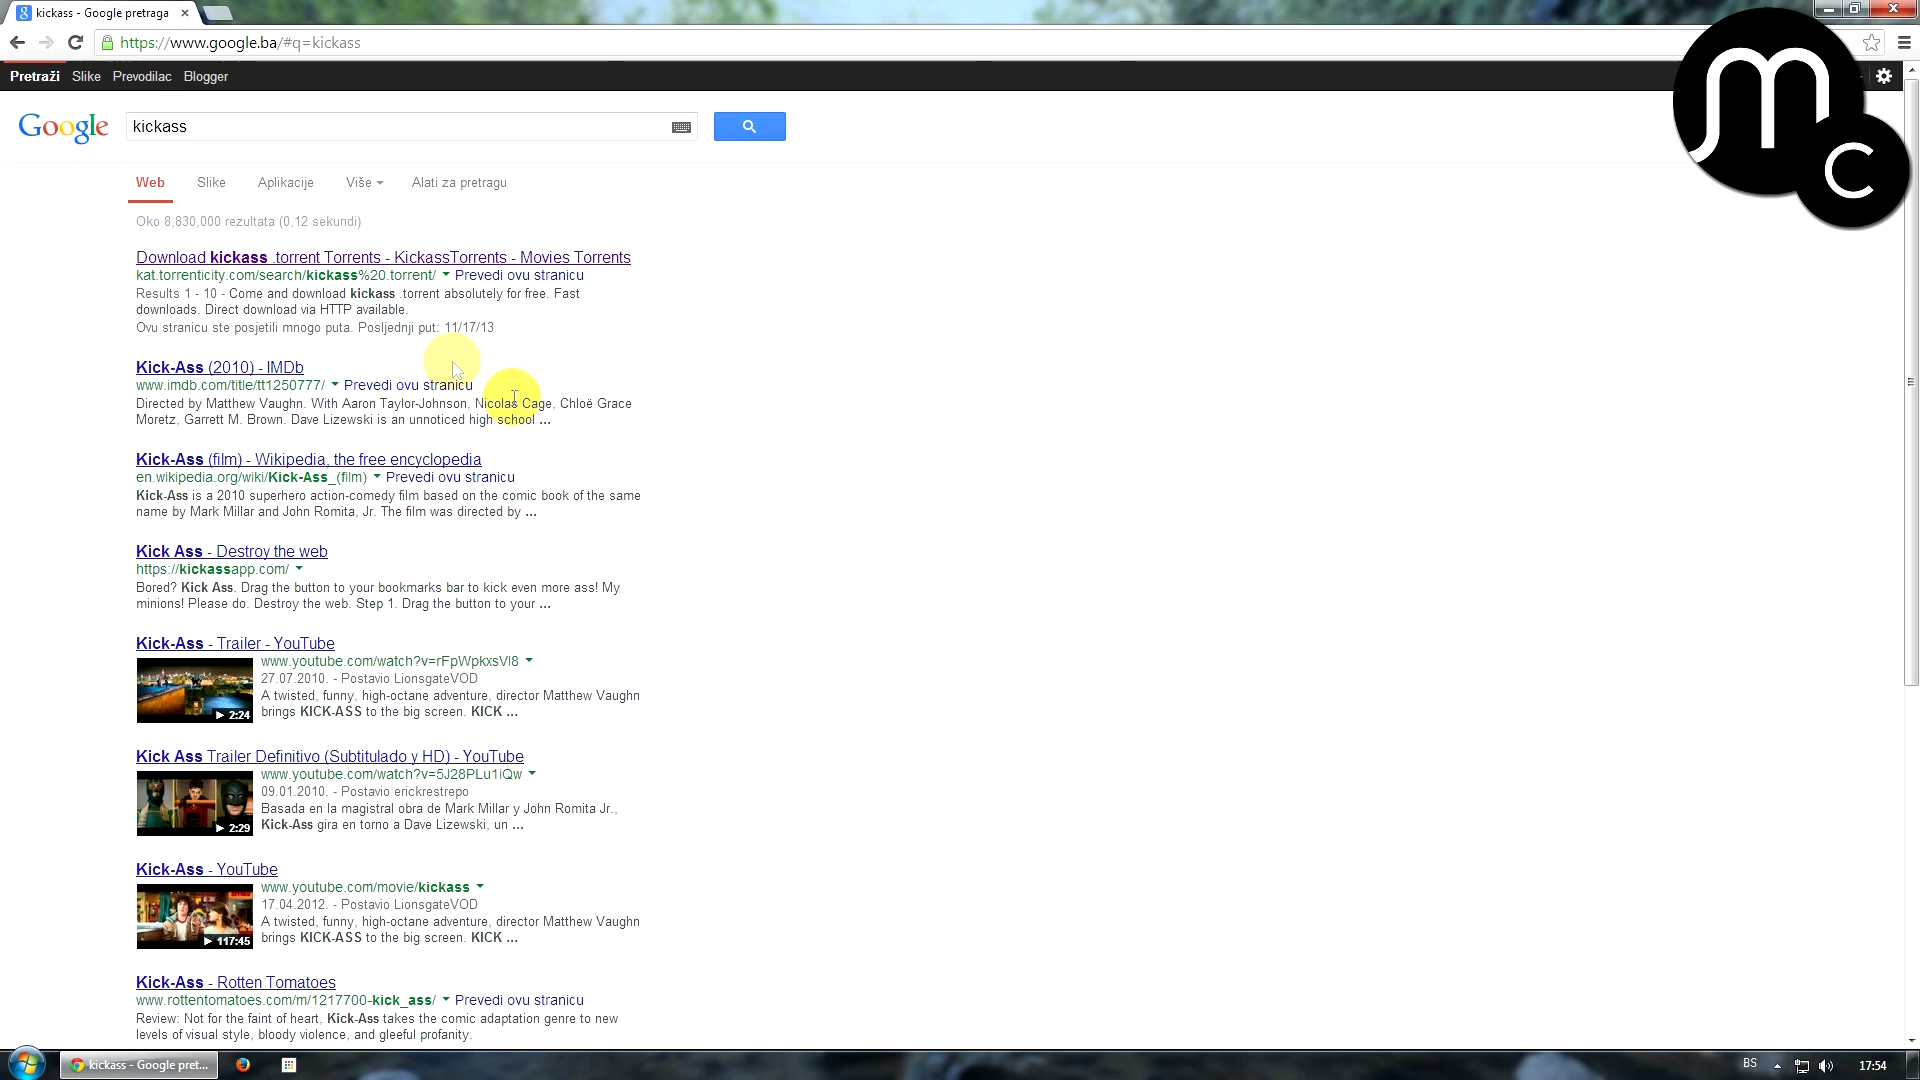 kickass - Google pretraga
https://www.google.ba/#q=kickass
Pretraži Slike Prevodilac Blogger
Google kickass
Web Slike Aplikacije Više Alati za pretragu
Oko 8,830,000 rezultata (0,12 sekundi)
Download kickass .torrent Torrents - KickassTorrents - Movies Torrents
kat.torrenticity.com/search/kickass%20.torrent/ Prevedi ovu stranicu
Results 1 - 10 - Come and download kickass .torrent absolutely for free. Fast
downloads. Direct download via HTTP available.
Ovu stranicu ste posjetili mnogo puta. Posljednji put: 11/17/13
Kick-Ass (2010) - IMDb
www.imdb.com/title/tt1250777/ Prevedi ovu stranicu
Directed by Matthew Vaughn. With Aaron Taylor-Johnson, Nicolas Cage, Chloë Grace
Moretz, Garrett M. Brown. Dave Lizewski is an unnoticed high school ...
Kick-Ass (film) - Wikipedia, the free encyclopedia
en.wikipedia.org/wiki/Kick-Ass_(film) Prevedi ovu stranicu
Kick-Ass is a 2010 superhero action-comedy film based on the comic book of the same
name by Mark Millar and John Romita, Jr. The film was directed by ...
Kick Ass - Destroy the web
https://kickassapp.com/
Bored? Kick Ass. Drag the button to your bookmarks bar to kick even more ass! My
minions! Please do. Destroy the web. Step 1. Drag the button to your ...
Kick-Ass - Trailer - YouTube
www.youtube.com/watch?v=rFpWpkxsVl8
27.07.2010. - Postavio LionsgateVOD
A twisted, funny, high-octane adventure, director Matthew Vaughn
brings KICK-ASS to the big screen. KICK ...
2:24
Kick Ass Trailer Definitivo (Subtitulado y HD) - YouTube
www.youtube.com/watch?v=5J28PLu1iQw
09.01.2010. - Postavio erickrestrepo
Basada en la magistral obra de Mark Millar y John Romita Jr.,
Kick-Ass gira en torno a Dave Lizewski, un ...
2:29
Kick-Ass - YouTube
www.youtube.com/movie/kickass
17.04.2012. - Postavio LionsgateVOD
A twisted, funny, high-octane adventure, director Matthew Vaughn
brings KICK-ASS to the big screen. KICK ...
117:45
Kick-Ass - Rotten Tomatoes
www.rottentomatoes.com/m/1217700-kick_ass/ Prevedi ovu stranicu
Review: Not for the faint of heart, Kick-Ass takes the comic adaptation genre to new
levels of visual style, bloody violence, and gleeful profanity.
kickass - Google pret...
BS 17:54
m c